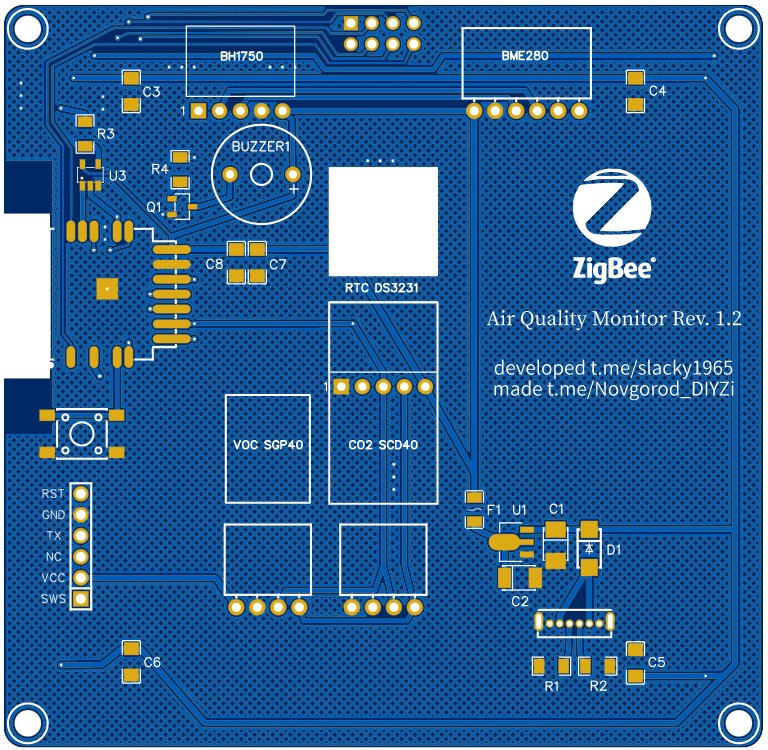 BH1750
BME280
C3
C4
1
R3
BUZZER1
R4
U3
+
Q1
ZigBee®
C8
C7
RTC DS3231
Air Quality Monitor Rev. 1.2
developed t.me/slacky1965
made t.me/Novgorod_DIYZi
1
VOC SGP40
CO2 SCD40
RST
GND
TX
NC
VCC
SWS
F1
U1
C1
D1
C2
C6
C5
R1
R2